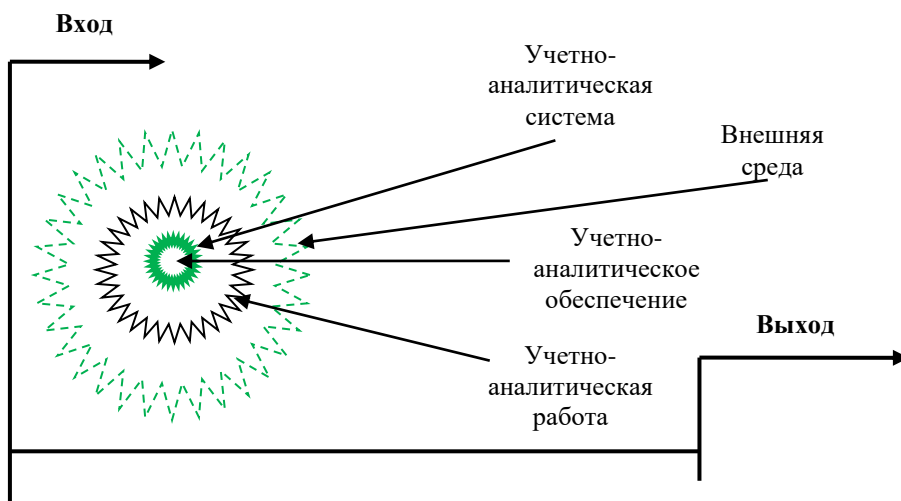 Вход
Учетно-
аналитическая
система
Внешняя
среда
Учетно-
аналитическое
обеспечение
Выход
Учетно-
аналитическая
работа